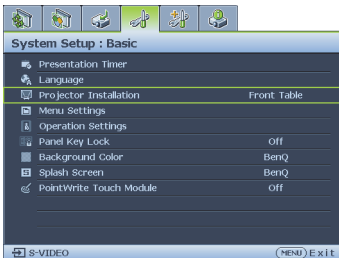 System Setup : Basic
Presentation Timer
Language
Projector Installation Front Table
Menu Settings
Operation Settings
Panel Key Lock Off
Background Color BenQ
Splash Screen BenQ
PointWrite Touch Module Off
S-VIDEO MENU Exit